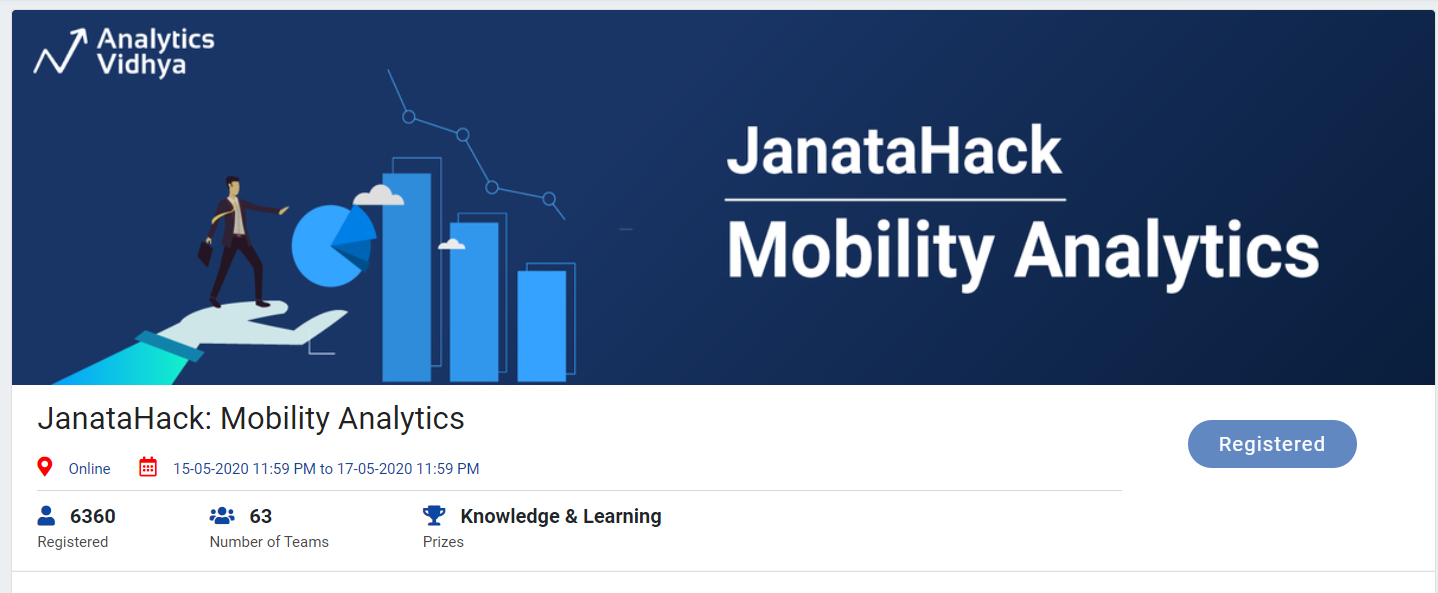 Analytics
Vidhya
JanataHack
Mobility Analytics
JanataHack: Mobility Analytics
Registered
Online 15-05-2020 11:59 PM to 17-05-2020 11:59 PM
6360 63 Knowledge & Learning
Registered Number of Teams Prizes